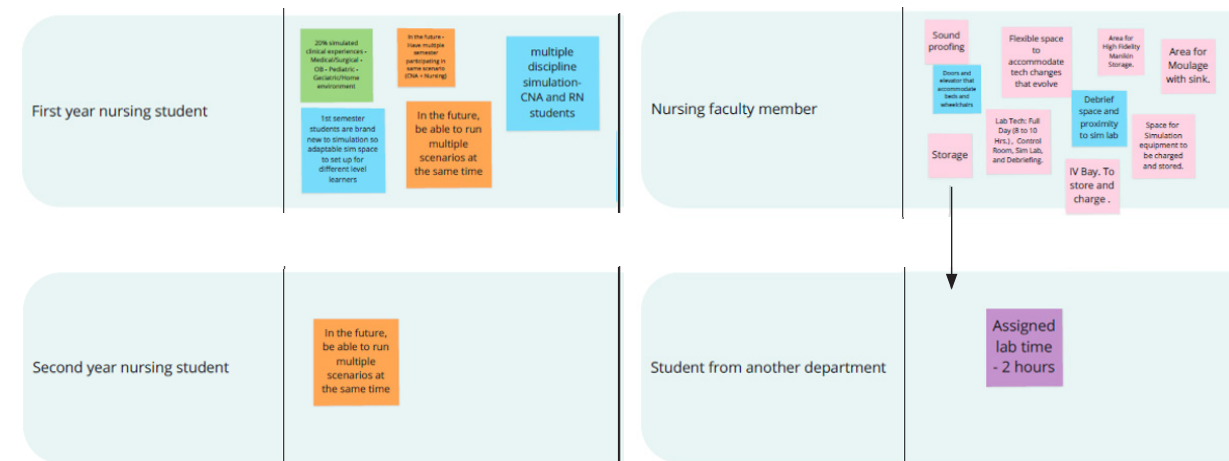 First year nursing student
20% simulated
clinical experiences -
Medical/Surgical -
OB - Pediatric -
Geriatric/Home
environment
In the future -
Have multiple
semester
participating in
same scenario
(CNA + Nursing)
multiple
discipline
simulation-
CNA and RN
students
1st semester
students are brand
new to simulation so
adaptable sim space
to set up for
different level
learners
In the future,
be able to run
multiple
scenarios at
the same time
Nursing faculty member
Sound
proofing
Flexible space
to
accommodate
tech changes
that evolve
Area for
High Fidelity
Manikin
Storage.
Area for
Moulage
with sink.
Doors and
elevator that
accommodate
beds and
wheelchairs
Debrief
space and
proximity
to sim lab
Lab Tech: Full
Day (8 to 10
Hrs.) , Control
Room, Sim Lab,
and Debriefing.
Space for
Simulation
equipment to
be charged
and stored.
Storage
IV Bay. To
store and
charge .
Second year nursing student
In the future,
be able to run
multiple
scenarios at
the same time
Student from another department
Assigned
lab time
- 2 hours